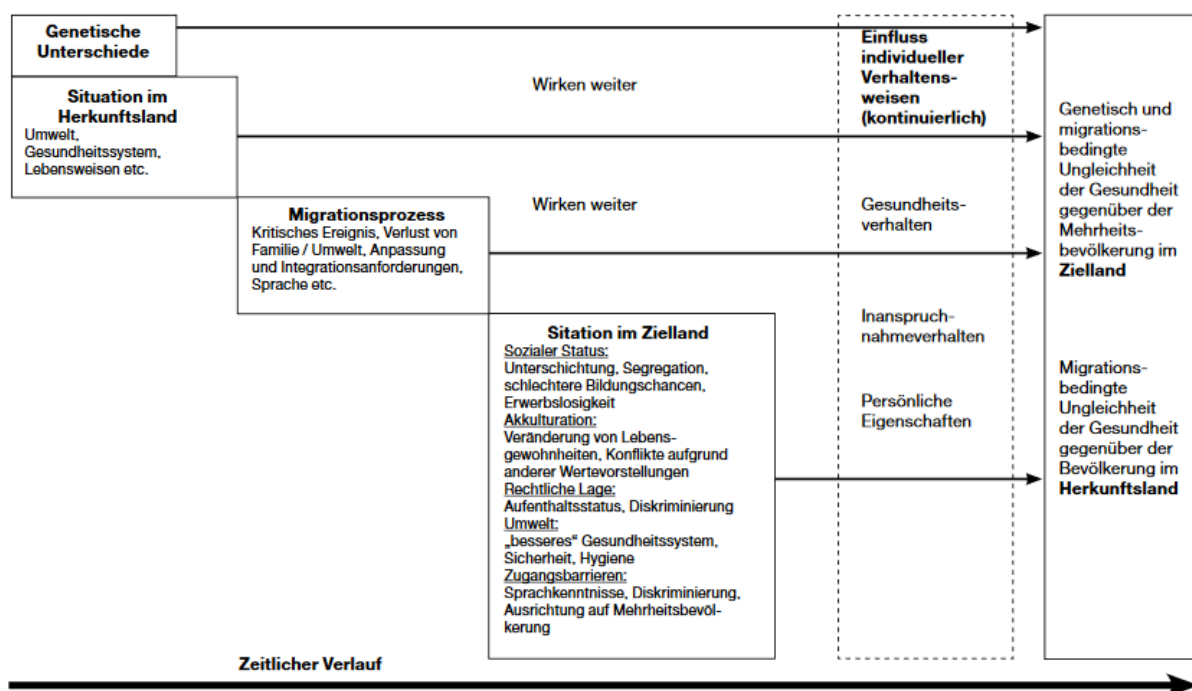 Genetische
Unterschiede
Situation im
Herkunftsland
Umwelt,
Gesundheitssystem,
Lebensweisen etc.
Wirken weiter
Migrationsprozess
Kritisches Ereignis, Verlust von
Familie / Umwelt, Anpassung
und Integrationsanforderungen,
Sprache etc.
Wirken weiter
Sitation im Zielland
Sozialer Status:
Unterschichtung, Segregation,
schlechtere Bildungschancen,
Erwerbslosigkeit
Akkulturation:
Veränderung von Lebens-
gewohnheiten, Konflikte aufgrund
anderer Wertevorstellungen
Rechtliche Lage:
Aufenthaltsstatus, Diskriminierung
Umwelt:
„besseres“ Gesundheitssystem,
Sicherheit, Hygiene
Zugangsbarrieren:
Sprachkenntnisse, Diskriminierung,
Ausrichtung auf Mehrheitsbevöl-
kerung
Einfluss
individueller
Verhaltens-
weisen
(kontinuierlich)
Gesundheits-
verhalten
Inanspruch-
nahmeverhalten
Persönliche
Eigenschaften
Genetisch und
migrations-
bedingte
Ungleichheit
der Gesundheit
gegenüber der
Mehrheits-
bevölkerung im
Zielland
Migrations-
bedingte
Ungleichheit
der Gesundheit
gegenüber der
Bevölkerung im
Herkunftsland
Zeitlicher Verlauf